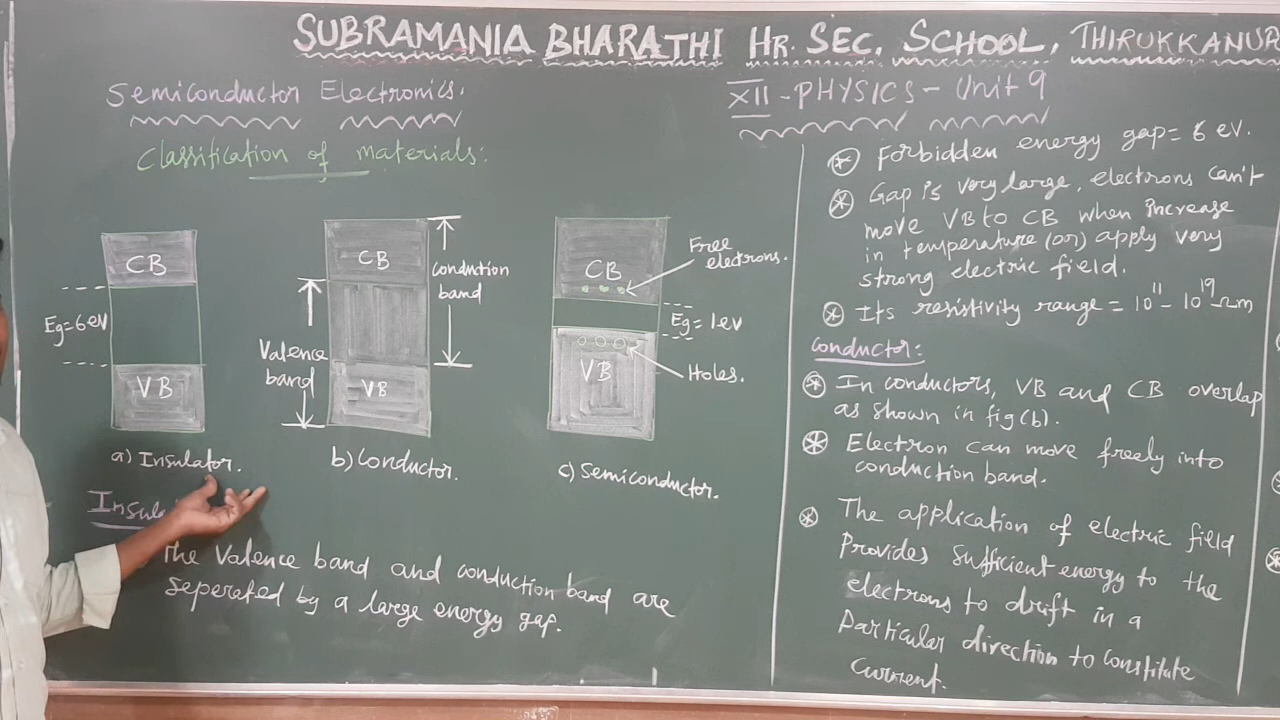 SUBRAMANIA BHARATHI HR. SEC. SCHOOL, THIRUKKANUR
Semiconductor Electronics.
XII - PHYSICS - Unit 9
Classification of materials:
CB
Eg=6eV
VB
a) Insulator.
CB
conduction
band
Valence
band
VB
b) Conductor.
Free
electrons.
CB
Eg=1eV
VB
Holes.
c) Semiconductor.
The Valence band and conduction band are
seperated by a large energy gap.
⊛ Forbidden energy gap= 6 eV.
⊛ Gap is very large, electrons can't
move VB to CB when increase
in temperature (or) apply very
strong electric field.
⊛ Its resistivity range = 10¹¹ - 10¹⁹ Ωm
Conductor:
⊛ In conductors, VB and CB overlap
as shown in fig (b).
⊛ Electron can move freely into
conduction band.
⊛ The application of electric field
Provides sufficient energy to the
electrons to drift in a
Particular direction to constitute
current.